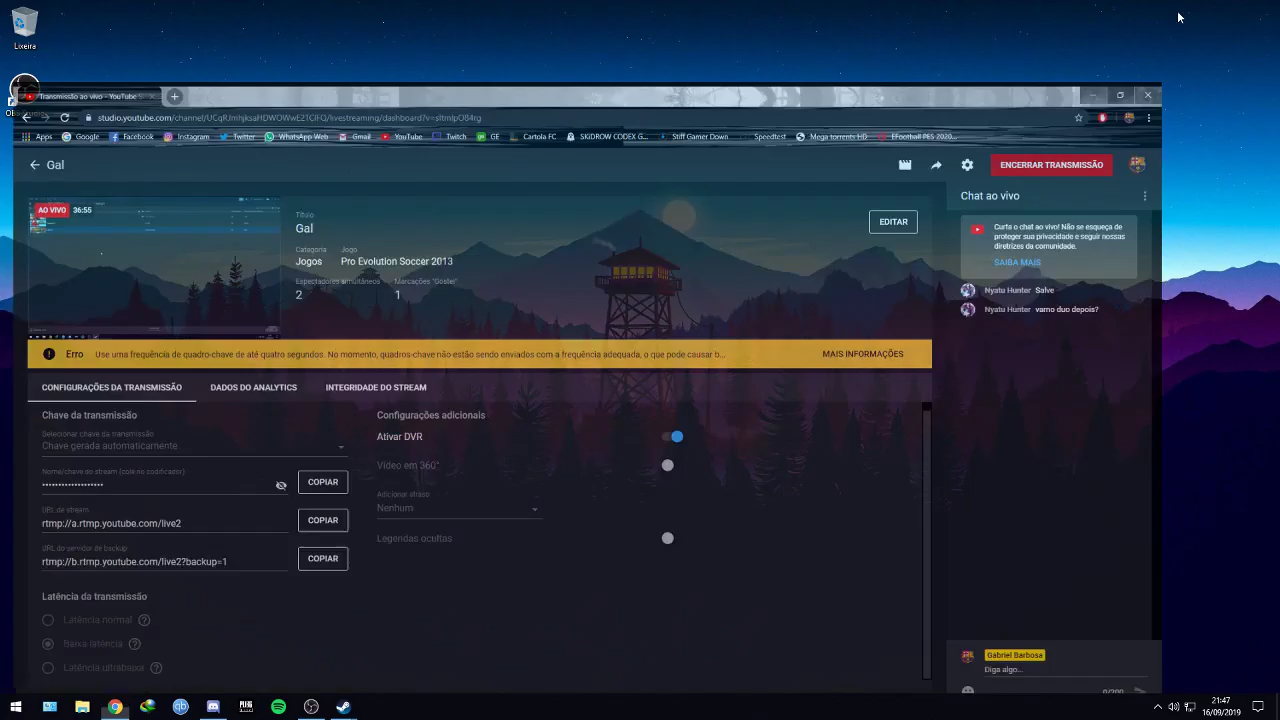 Lixeira
Transmissão ao vivo - YouTube S
studio.youtube.com/channel/UCqRUmhjksaHDWOWwE2TCIFQ/livestreaming/dashboard?v=sltmIpO64rg
Apps Google Facebook Instagram Twitter WhatsApp Web Gmail YouTube Twitch GE Cartola FC SKIDROW CODEX G... Stiff Gamer Down Speedtest Mega torrents HD EFootball PES 2020...
Gal
ENCERRAR TRANSMISSÃO
AO VIVO 36:55
Título
Gal
EDITAR
Categoria Jogo
Jogos Pro Evolution Soccer 2013
Espectadores simultâneos Marcações "Gostei"
2 1
Erro Use uma frequência de quadro-chave de até quatro segundos. No momento, quadros-chave não estão sendo enviados com a frequência adequada, o que pode causar b...
MAIS INFORMAÇÕES
CONFIGURAÇÕES DA TRANSMISSÃO DADOS DO ANALYTICS INTEGRIDADE DO STREAM
Chave da transmissão
Selecionar chave da transmissão
Chave gerada automaticamente
Nome/chave do stream (cole no codificador)
••••••••••••••••••• COPIAR
URL de stream
rtmp://a.rtmp.youtube.com/live2 COPIAR
URL do servidor de backup
rtmp://b.rtmp.youtube.com/live2?backup=1 COPIAR
Latência da transmissão
Latência normal
Baixa latência
Latência ultrabaixa
Configurações adicionais
Ativar DVR
Vídeo em 360°
Adicionar atraso
Nenhum
Legendas ocultas
Chat ao vivo
Curta o chat ao vivo! Não se esqueça de
proteger sua privacidade e seguir nossas
diretrizes da comunidade.
SAIBA MAIS
Nyatu Hunter Salve
Nyatu Hunter vamo duo depois?
Gabriel Barbosa
Diga algo...
0/200
21:47
16/09/2019